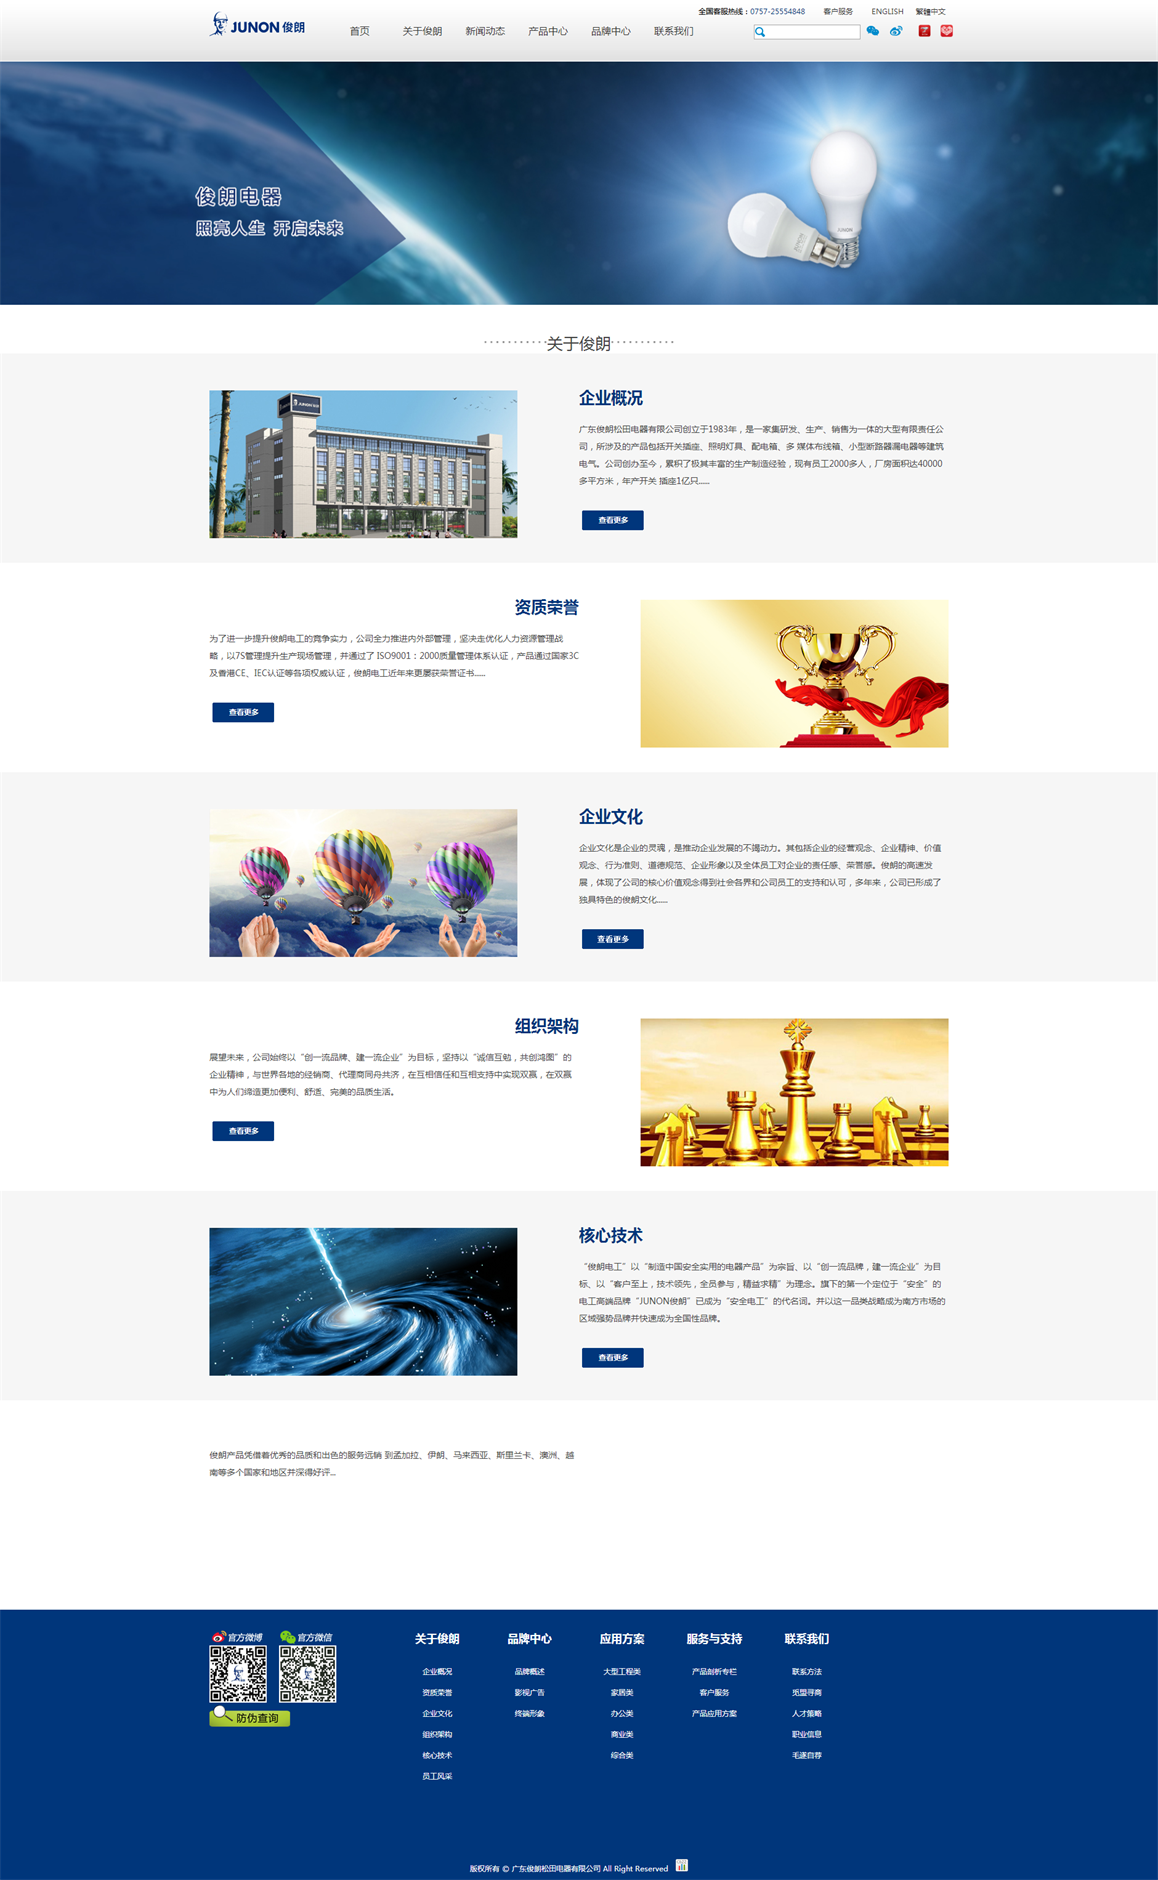 全国客服热线：0757-25554848 客户服务 ENGLISH 繁體中文
JUNON 俊朗
首页 关于俊朗 新闻动态 产品中心 品牌中心 联系我们
俊朗电器
照亮人生 开启未来
关于俊朗
企业概况
广东俊朗松田电器有限公司创立于1983年，是一家集研发、生产、销售为一体的大型有限责任公
司，所涉及的产品包括开关插座、照明灯具、配电箱、多 媒体布线箱、小型断路器漏电器等建筑
电气。公司创办至今，累积了极其丰富的生产制造经验，现有员工2000多人，厂房面积达40000
多平方米，年产开关 插座1亿只......
查看更多
资质荣誉
为了进一步提升俊朗电工的竞争实力，公司全力推进内外部管理，坚决走优化人力资源管理战
略，以7S管理提升生产现场管理，并通过了 ISO9001：2000质量管理体系认证，产品通过国家3C
及香港CE、IEC认证等各项权威认证，俊朗电工近年来更屡获荣誉证书......
查看更多
企业文化
企业文化是企业的灵魂，是推动企业发展的不竭动力。其包括企业的经营观念、企业精神、价值
观念、行为准则、道德规范、企业形象以及全体员工对企业的责任感、荣誉感。俊朗的高速发
展，体现了公司的核心价值观念得到社会各界和公司员工的支持和认可，多年来，公司已形成了
独具特色的俊朗文化......
查看更多
组织架构
展望未来，公司始终以“创一流品牌、建一流企业”为目标，坚持以“诚信互勉，共创鸿图”的
企业精神，与世界各地的经销商、代理商同舟共济，在互相信任和互相支持中实现双赢，在双赢
中为人们缔造更加便利、舒适、完美的品质生活。
查看更多
核心技术
“俊朗电工”以“制造中国安全实用的电器产品”为宗旨、以“创一流品牌，建一流企业”为目
标、以“客户至上，技术领先，全员参与，精益求精”为理念。旗下的第一个定位于“安全”的
电工高端品牌“JUNON俊朗”已成为“安全电工”的代名词。并以这一品类战略成为南方市场的
区域强势品牌并快速成为全国性品牌。
查看更多
俊朗产品凭借着优秀的品质和出色的服务远销 到孟加拉、伊朗、马来西亚、斯里兰卡、澳洲、越
南等多个国家和地区并深得好评...
官方微博 官方微信
防伪查询
关于俊朗 品牌中心 应用方案 服务与支持 联系我们
企业概况 品牌概述 大型工程类 产品剖析专栏 联系方法
资质荣誉 影视广告 家居类 客户服务 觅盟寻商
企业文化 终端形象 办公类 产品应用方案 人才策略
组织架构 商业类 职业信息
核心技术 综合类 毛遂自荐
员工风采
版权所有 © 广东俊朗松田电器有限公司 All Right Reserved